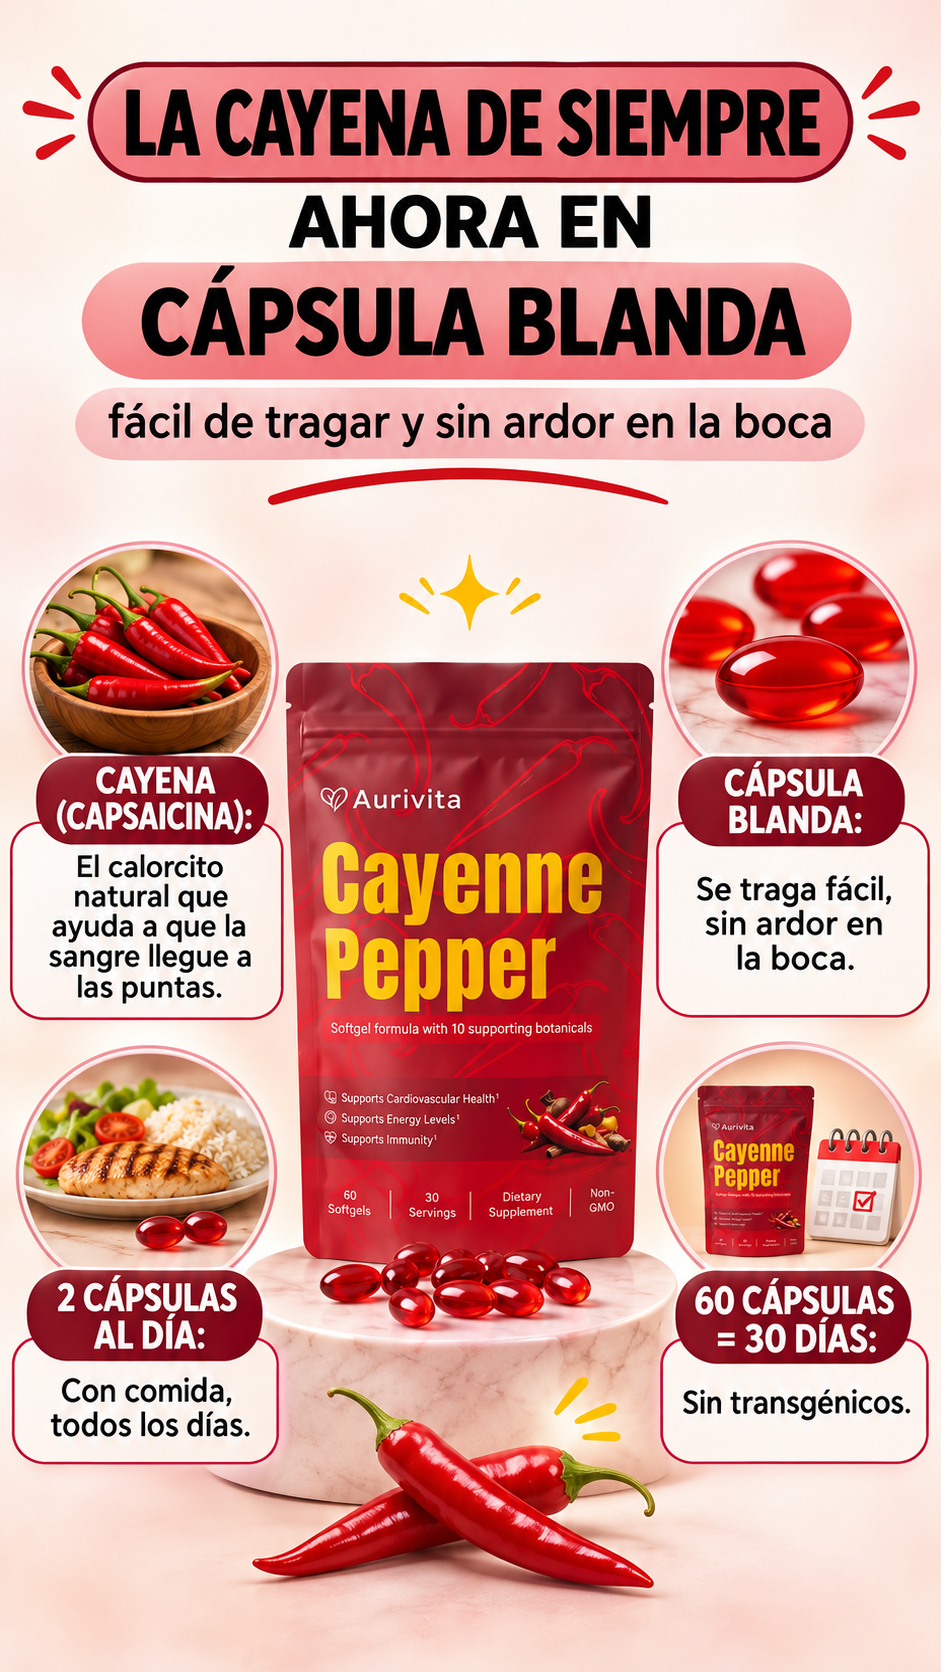 LA CAYENA DE SIEMPRE
AHORA EN
CÁPSULA BLANDA
fácil de tragar y sin ardor en la boca
CAYENA
(CAPSAICINA):
El calorcito
natural que
ayuda a que la
sangre llegue a
las puntas.
CÁPSULA
BLANDA:
Se traga fácil,
sin ardor en
la boca.
Aurivita
Cayenne
Pepper
Softgel formula with 10 supporting botanicals
Supports Cardiovascular Health¹
Supports Energy Levels¹
Supports Immunity¹
60
Softgels
30
Servings
Dietary
Supplement
Non-
GMO
2 CÁPSULAS
AL DÍA:
Con comida,
todos los días.
Aurivita
Cayenne
Pepper
60 CÁPSULAS
= 30 DÍAS:
Sin transgénicos.